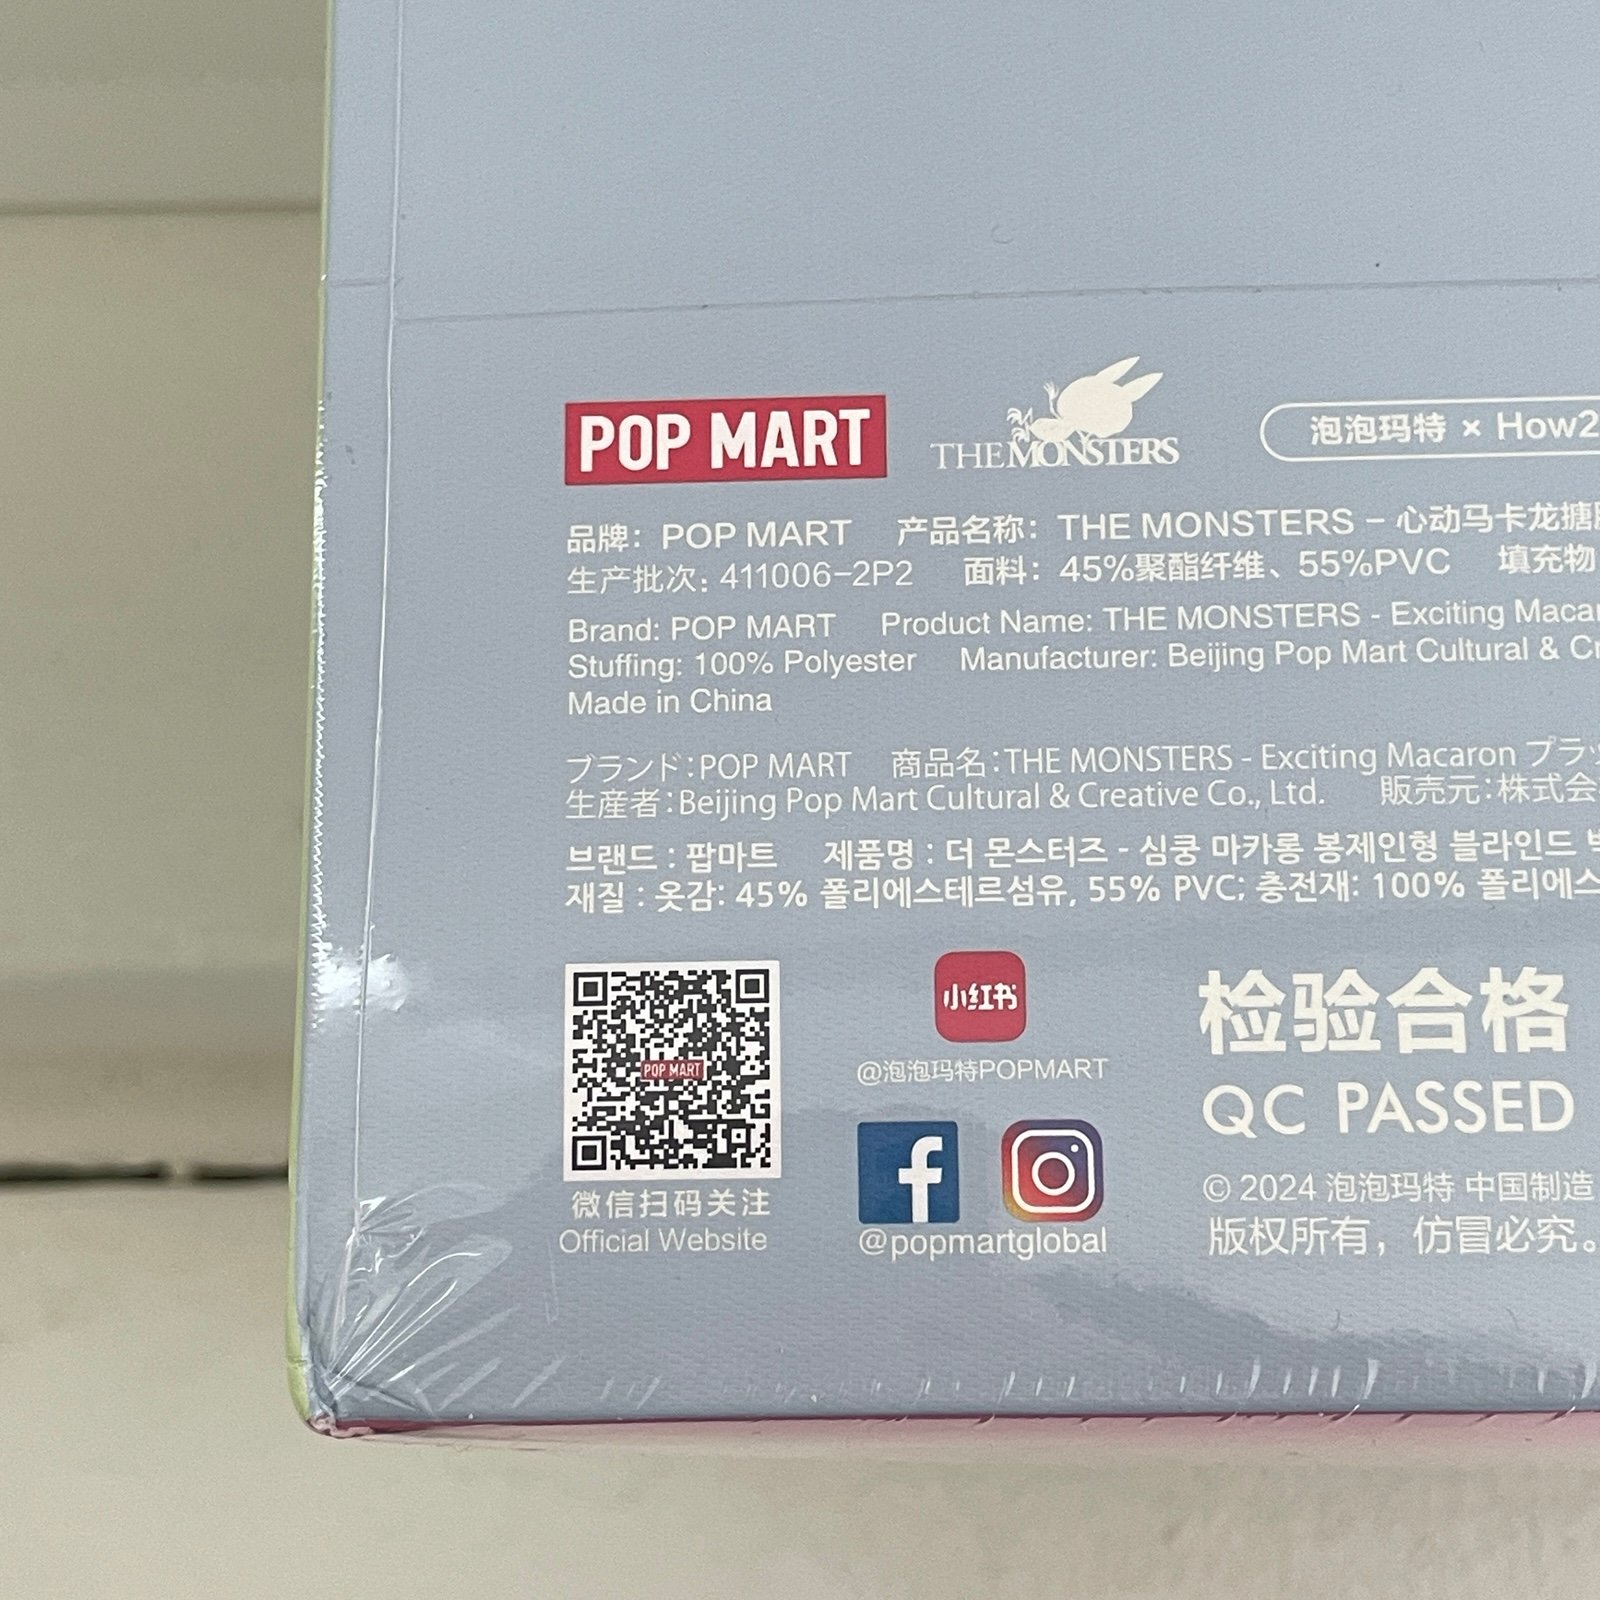 POP MART
THE MONSTERS
泡泡玛特 × How2
品牌：POP MART 产品名称：THE MONSTERS – 心动马卡龙搪
生产批次：411006-2P2 面料：45%聚酯纤维、55%PVC 填充物
Brand: POP MART Product Name: THE MONSTERS - Exciting Maca
Stuffing: 100% Polyester Manufacturer: Beijing Pop Mart Cultural & Cr
Made in China
ブランド:POP MART 商品名:THE MONSTERS - Exciting Macaron プラッ
生産者:Beijing Pop Mart Cultural & Creative Co., Ltd. 販売元:株式会
브랜드 : 팝마트 제품명 : 더 몬스터즈 - 심쿵 마카롱 봉제인형 블라인드
재질 : 옷감: 45% 폴리에스테르섬유, 55% PVC; 충전재: 100% 폴리에스
POP MART
微信扫码关注
Official Website
小红书
@泡泡玛特POPMART
@popmartglobal
检验合格
QC PASSED
© 2024 泡泡玛特 中国制造
版权所有，仿冒必究。